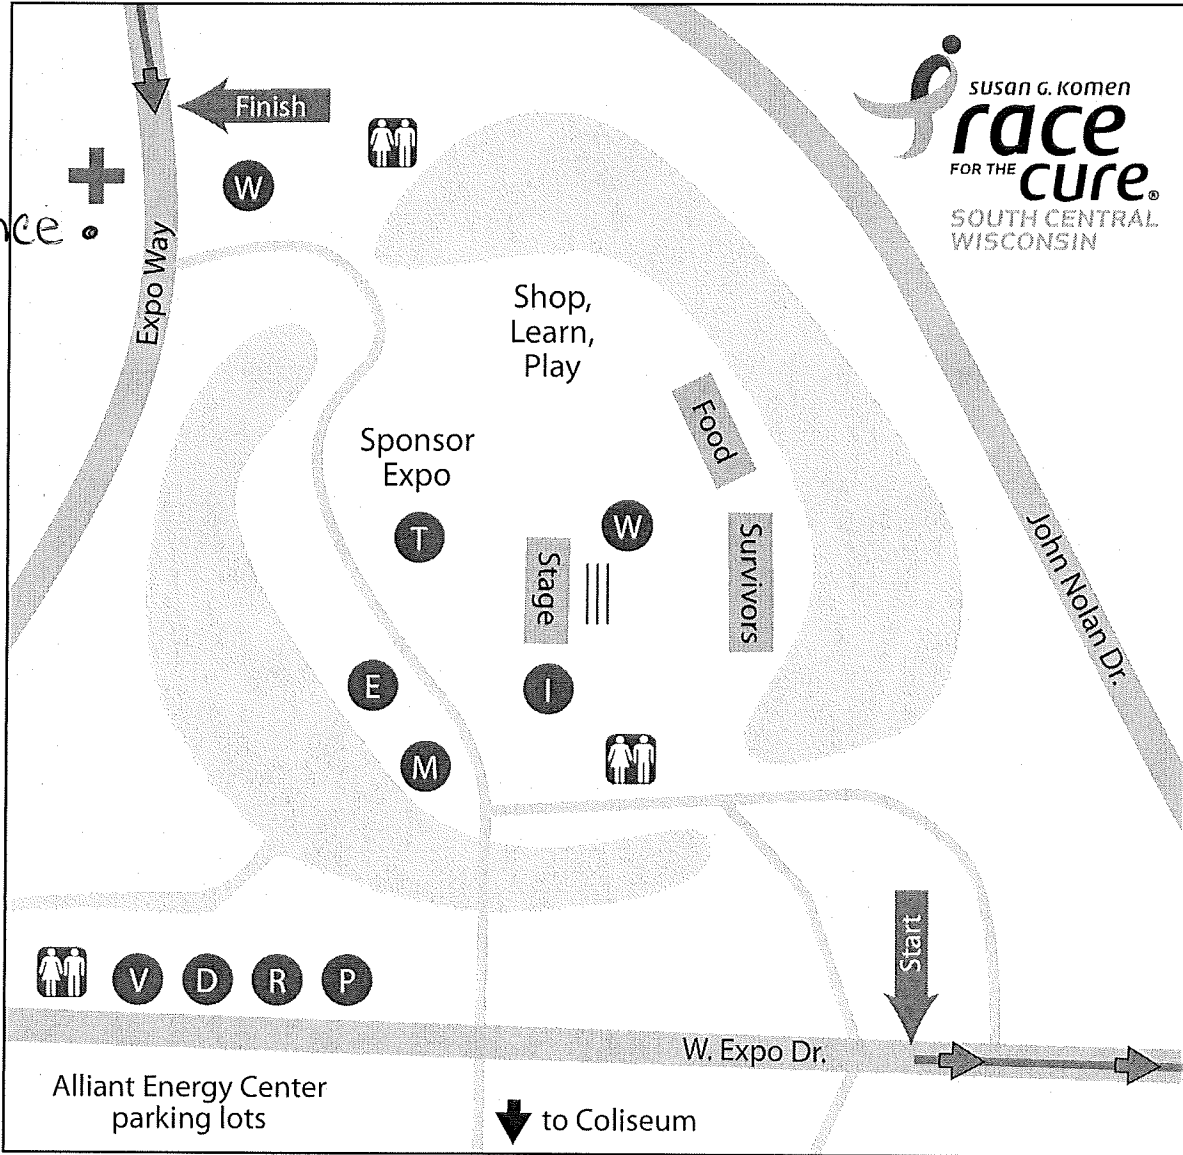 Finish
SUSAN G. KOMEN
race
FOR THE
cure®
SOUTH CENTRAL
WISCONSIN
W
Expo Way
Shop,
Learn,
Play
Food
Sponsor
Expo
T
W
Stage
Survivors
John Nolan Dr.
E
I
M
Start
V D R P
W. Expo Dr.
Alliant Energy Center
parking lots
to Coliseum